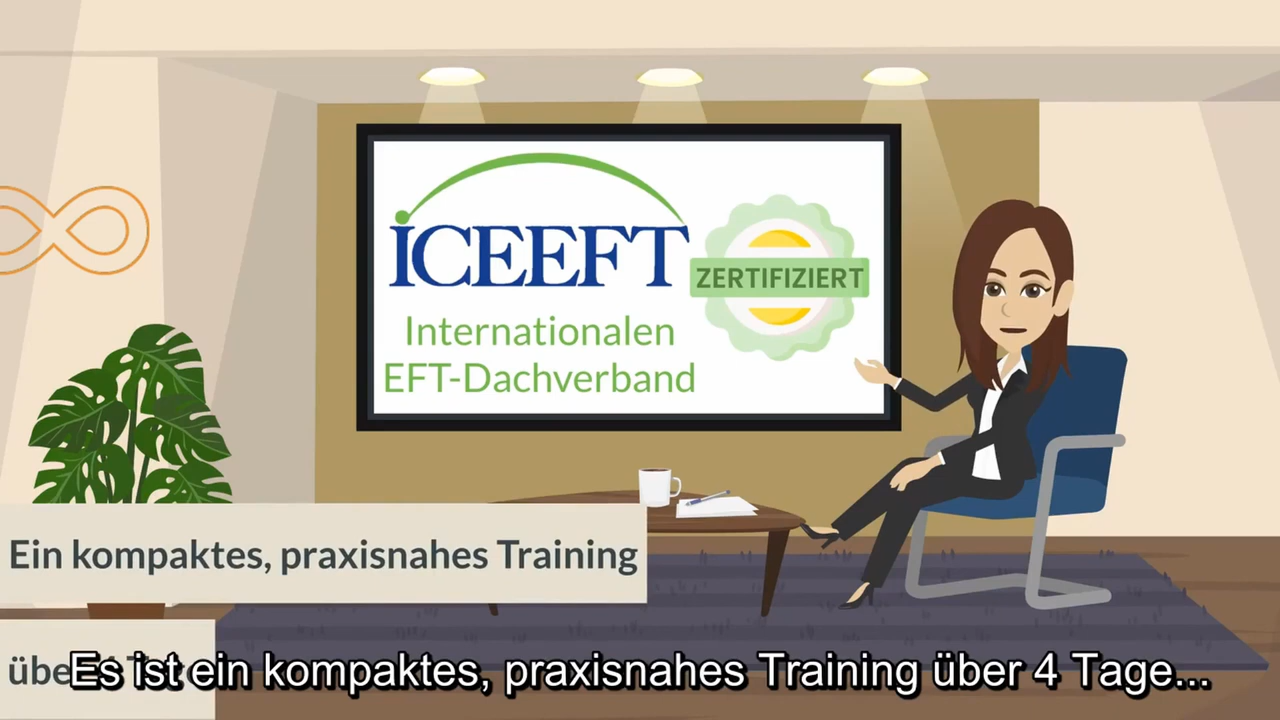 iCEEFT
ZERTIFIZIERT
Internationalen
EFT-Dachverband
Ein kompaktes, praxisnahes Training
Es ist ein kompaktes, praxisnahes Training über 4 Tage...